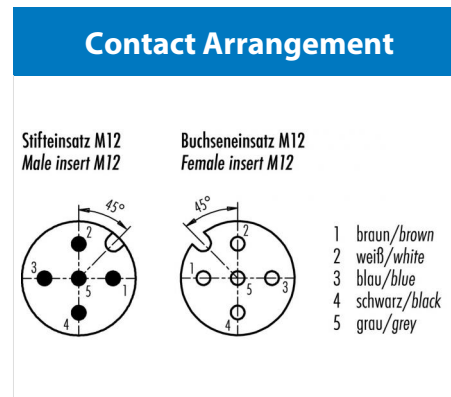 Contact Arrangement
Stifteinsatz M12
Male insert M12
Buchseneinsatz M12
Female insert M12
45°
45°
2
3
5
1
4
2
1
5
3
4
1 braun/brown
2 weiß/white
3 blau/blue
4 schwarz/black
5 grau/grey